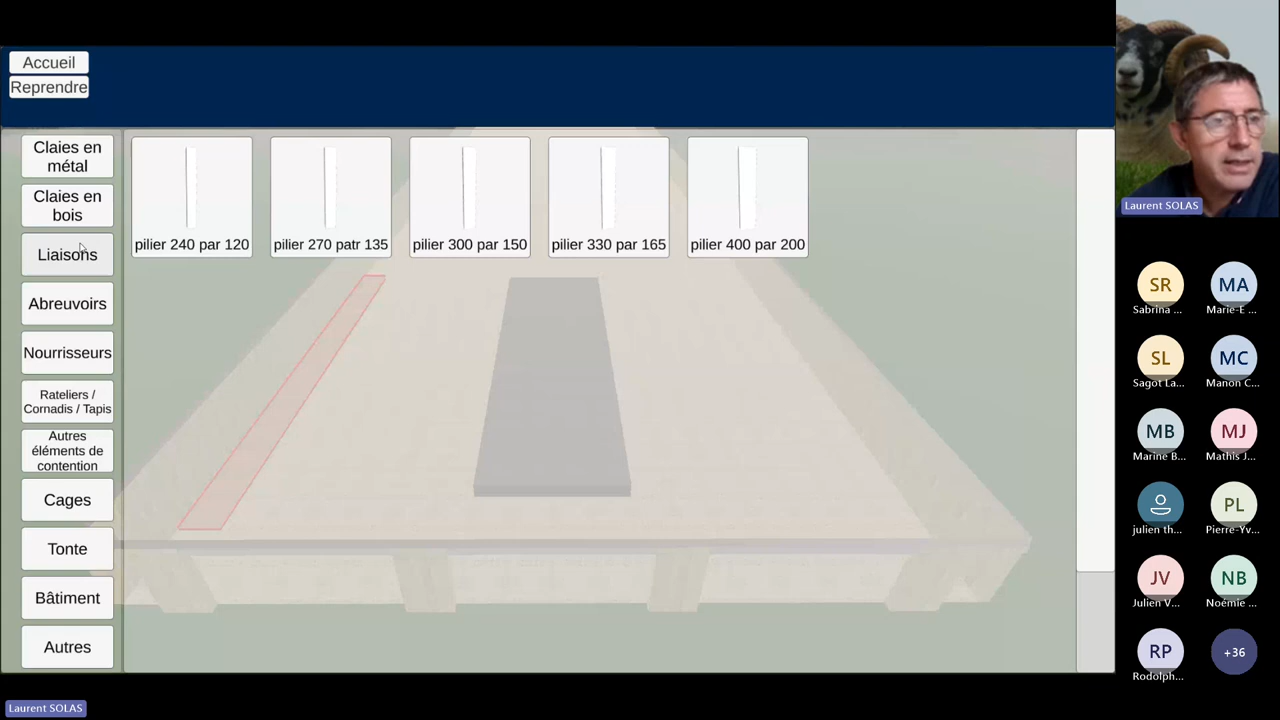 Accueil
Reprendre
Claies en
métal
Claies en
bois
Liaisons
Abreuvoirs
Nourrisseurs
Rateliers /
Cornadis / Tapis
Autres
éléments de
contention
Cages
Tonte
Bâtiment
Autres
pilier 240 par 120
pilier 270 patr 135
pilier 300 par 150
pilier 330 par 165
pilier 400 par 200
Laurent SOLAS
SR
Sabrina ...
MA
Marie-E ...
SL
Sagot La...
MC
Manon C...
MB
Marine B...
MJ
Mathis J...
julien th...
PL
Pierre-Yv...
JV
Julien V...
NB
Noémie ...
RP
Rodolph...
+36
Laurent SOLAS